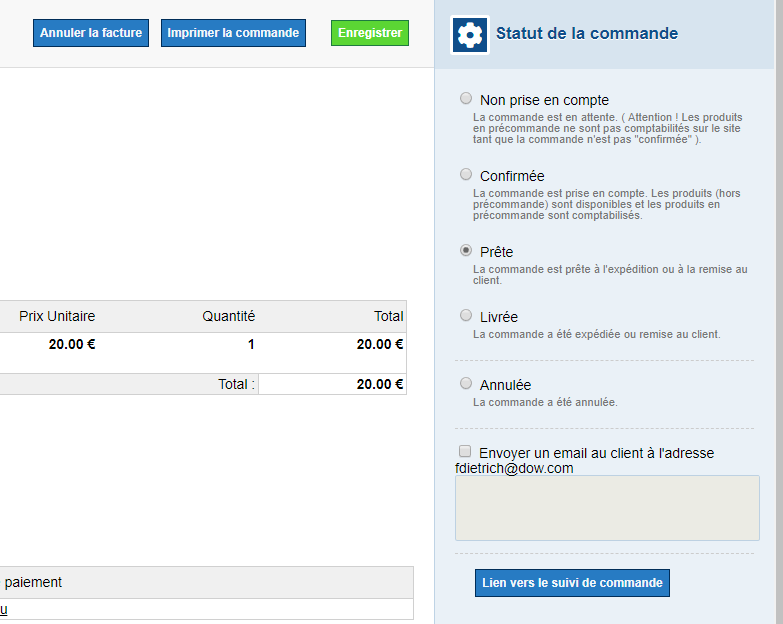 Annuler la facture
Imprimer la commande
Enregistrer
Prix Unitaire Quantité Total
20.00 € 1 20.00 €
Total : 20.00 €
paiement
u
Statut de la commande
Non prise en compte
La commande est en attente. ( Attention ! Les produits
en précommande ne sont pas comptabilités sur le site
tant que la commande n'est pas "confirmée" ).
Confirmée
La commande est prise en compte. Les produits (hors
précommande) sont disponibles et les produits en
précommande sont comptabilisés.
Prête
La commande est prête à l'expédition ou à la remise au
client.
Livrée
La commande a été expédiée ou remise au client.
Annulée
La commande a été annulée.
Envoyer un email au client à l'adresse
fdietrich@dow.com
Lien vers le suivi de commande